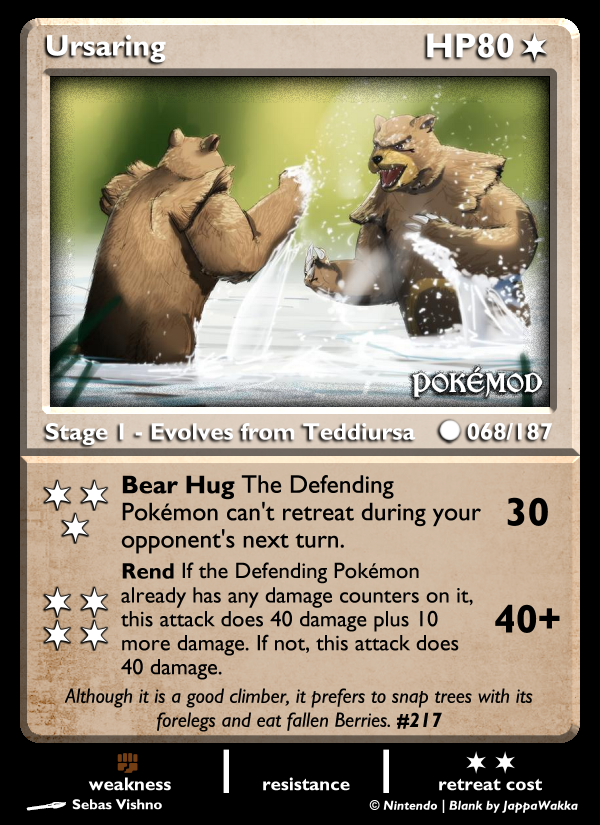 Ursaring HP80
POKÉMOD
Stage 1 - Evolves from Teddiursa 068/187
Bear Hug The Defending
Pokémon can't retreat during your
opponent's next turn.
30
Rend If the Defending Pokémon
already has any damage counters on it,
this attack does 40 damage plus 10
more damage. If not, this attack does
40 damage.
40+
Although it is a good climber, it prefers to snap trees with its
forelegs and eat fallen Berries. #217
weakness resistance retreat cost
Sebas Vishno © Nintendo | Blank by JappaWakka